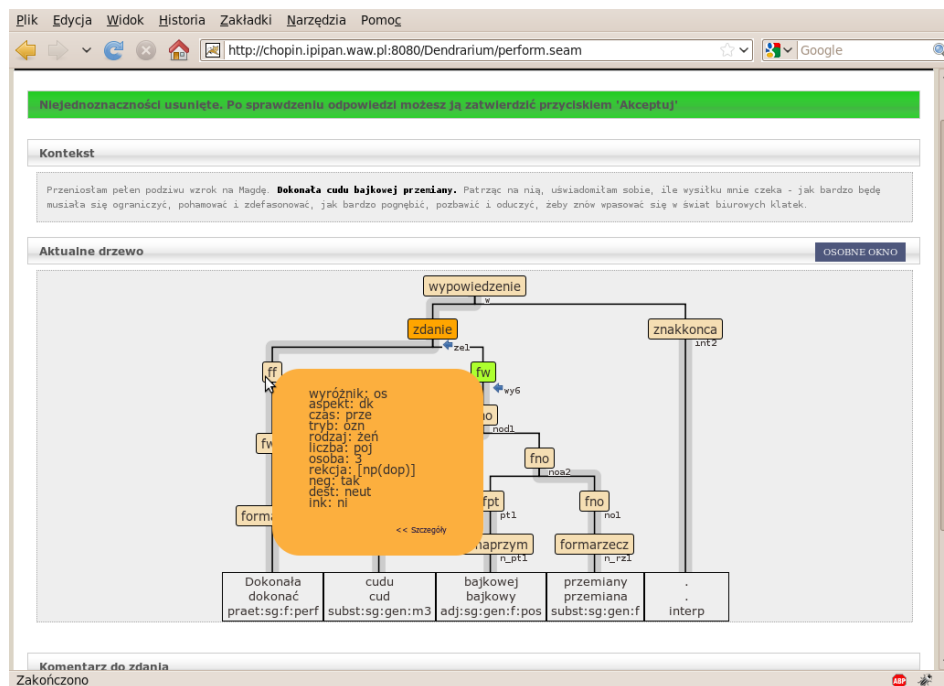 Plik Edycja Widok Historia Zakładki Narzędzia Pomoc
http://chopin.ipipan.waw.pl:8080/Dendrarium/perform.seam Google
Niejednoznaczności usunięte. Po sprawdzeniu odpowiedzi możesz ją zatwierdzić przyciskiem 'Akceptuj'
Kontekst
Przeniosłam pełen podziwu wzrok na Magdę. Dokonała cudu bajkowej przemiany. Patrząc na nią, uświadomiłam sobie, ile wysiłku mnie czeka - jak bardzo będę
musiała się ograniczyć, pohamować i zdefasonować, jak bardzo pognębić, pozbawić i oduczyć, żeby znów wpasować się w świat biurowych klatek.
Aktualne drzewo OSOBNE OKNO
wypowiedzenie
w
zdanie znakkonca
ze1 int2
ff fw
wy6
wyróżnik: os
aspekt: dk
czas: prze
tryb: ozn
rodzaj: żeń
liczba: poj
osoba: 3
rekcja: [np(dop)]
neg: tak
dest: neut
ink: ni
<< Szczegóły
no
nod1
fw
fno
noa2
fpt fno
pt1 no1
forma
naprzym formarzecz
n_pt1 n_rz1
Dokonała cudu bajkowej przemiany .
dokonać cud bajkowy przemiana .
praet:sg:f:perf subst:sg:gen:m3 adj:sg:gen:f:pos subst:sg:gen:f interp
Komentarz do zdania
Zakończono ABP